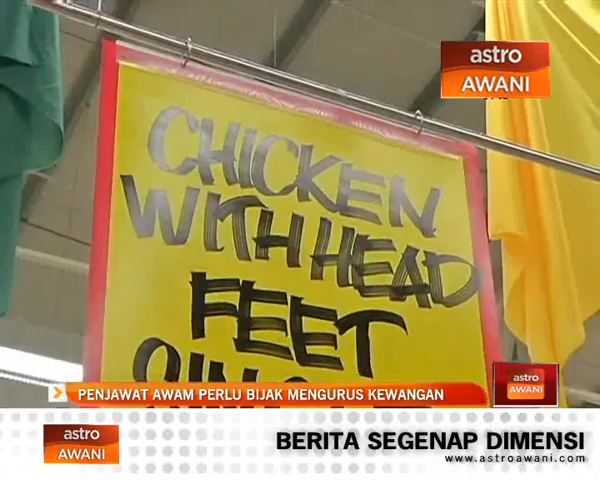 astro
AWANI
CHICKEN
WITH HEAD
FEET
PENJAWAT AWAM PERLU BIJAK MENGURUS KEWANGAN
astro
AWANI
astro
AWANI
BERITA SEGENAP DIMENSI
www.astroawani.com